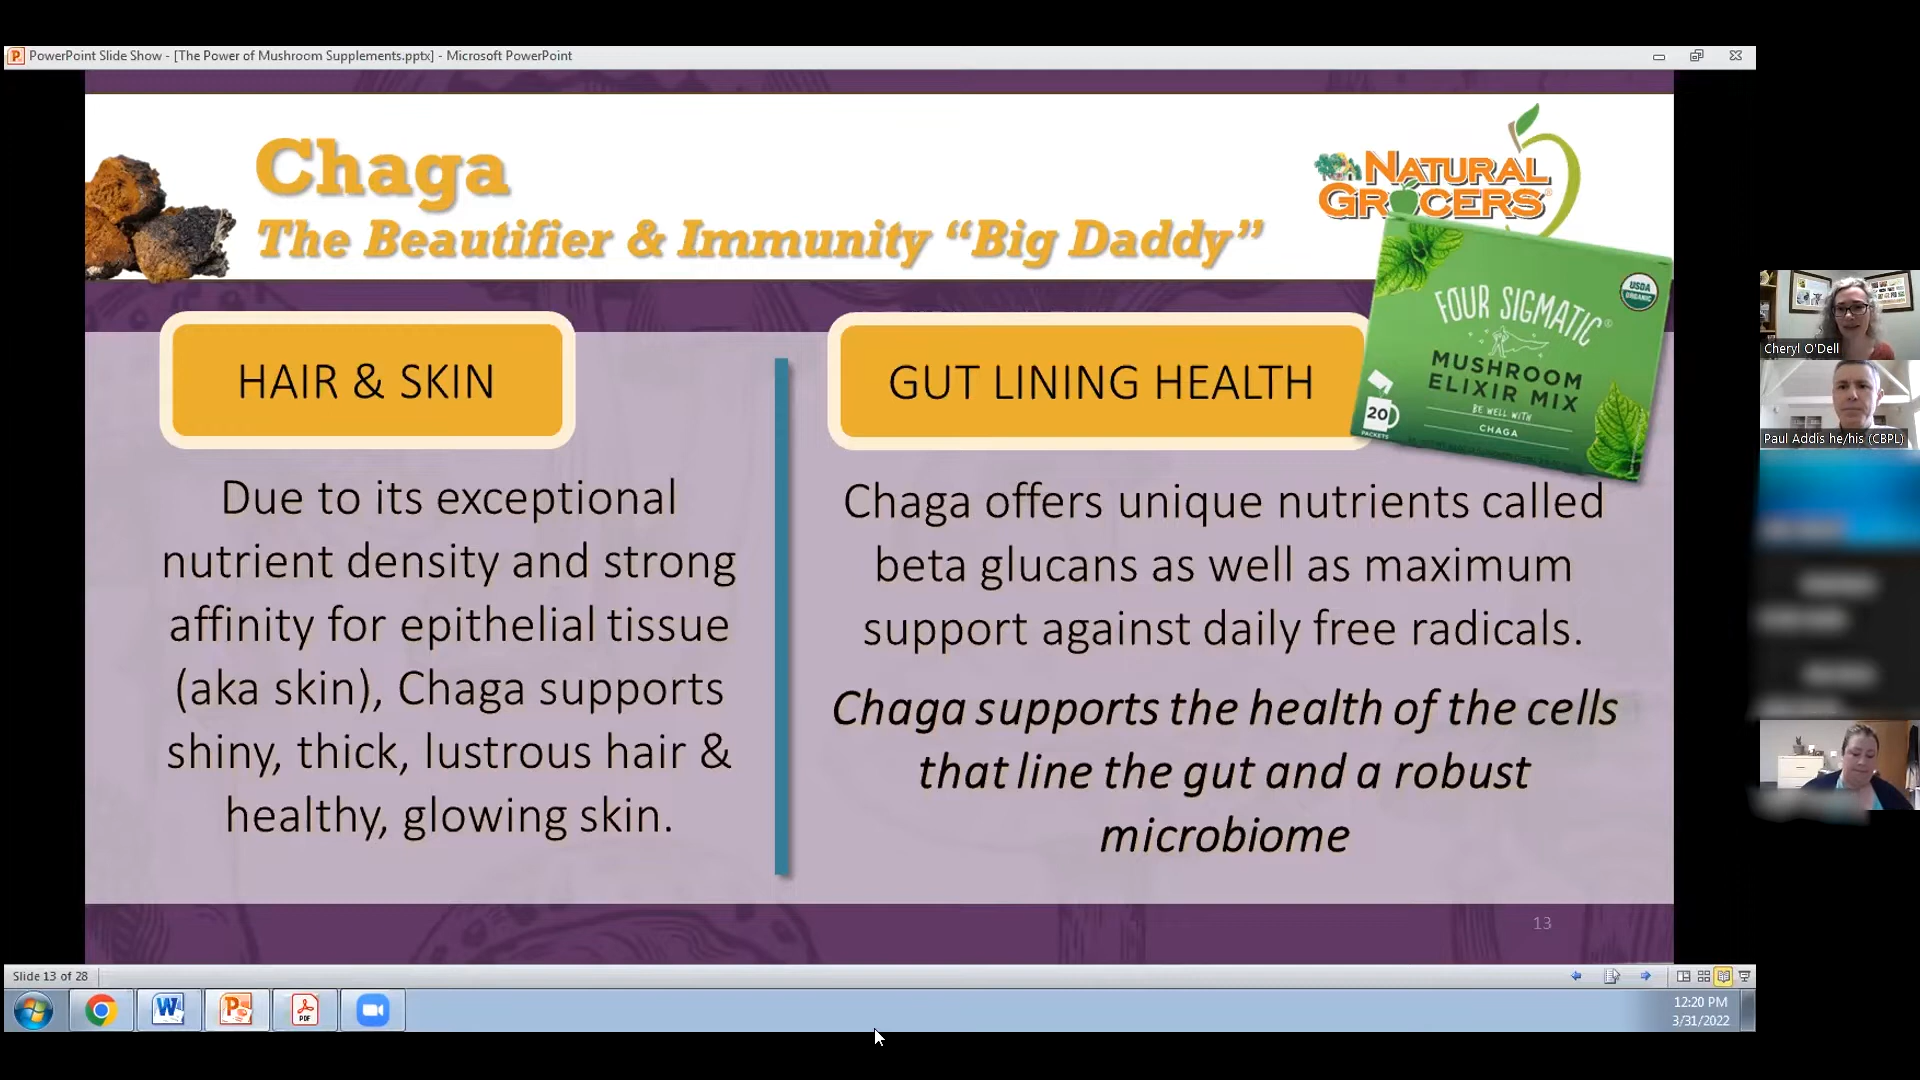 PowerPoint Slide Show - [The Power of Mushroom Supplements.pptx] - Microsoft PowerPoint
Chaga
The Beautifier & Immunity “Big Daddy”
NATURAL
GROCERS®
FOUR SIGMATIC®
USDA
ORGANIC
MUSHROOM
ELIXIR MIX
BE WELL WITH
CHAGA
20
PACKETS
HAIR & SKIN
Due to its exceptional
nutrient density and strong
affinity for epithelial tissue
(aka skin), Chaga supports
shiny, thick, lustrous hair &
healthy, glowing skin.
GUT LINING HEALTH
Chaga offers unique nutrients called
beta glucans as well as maximum
support against daily free radicals.
Chaga supports the health of the cells
that line the gut and a robust
microbiome
13
Cheryl O'Dell
Paul Addis he/his (CBPL)
Slide 13 of 28
PDF
12:20 PM
3/31/2022